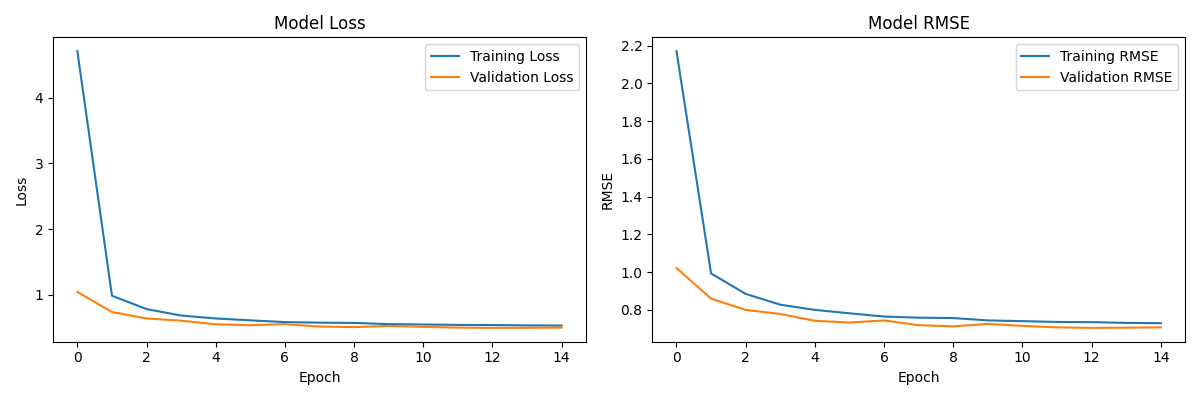 Model Loss
Training Loss
Validation Loss
4
3
2
1
0 2 4 6 8 10 12 14
Loss
Epoch
Model RMSE
Training RMSE
Validation RMSE
2.2
2.0
1.8
1.6
1.4
1.2
1.0
0.8
0 2 4 6 8 10 12 14
RMSE
Epoch